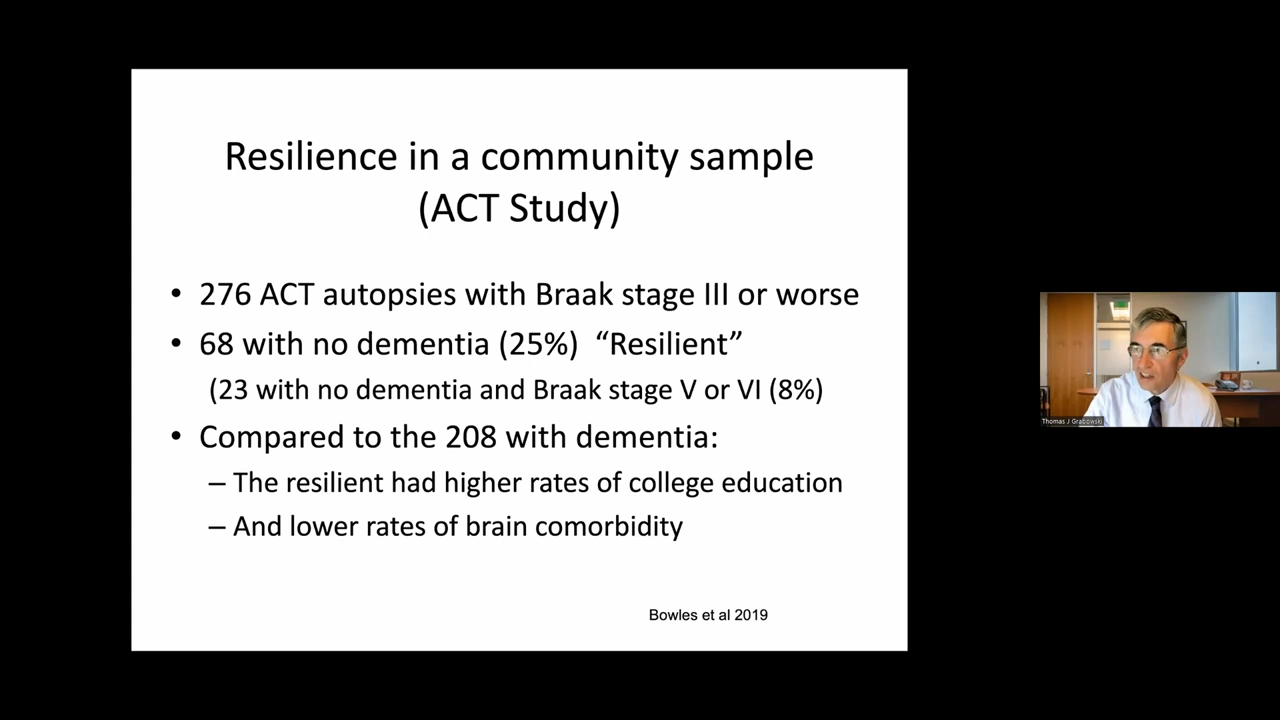 Resilience in a community sample
(ACT Study)
• 276 ACT autopsies with Braak stage III or worse
• 68 with no dementia (25%) “Resilient”
(23 with no dementia and Braak stage V or VI (8%)
• Compared to the 208 with dementia:
– The resilient had higher rates of college education
– And lower rates of brain comorbidity
Bowles et al 2019
Thomas J Grabowski